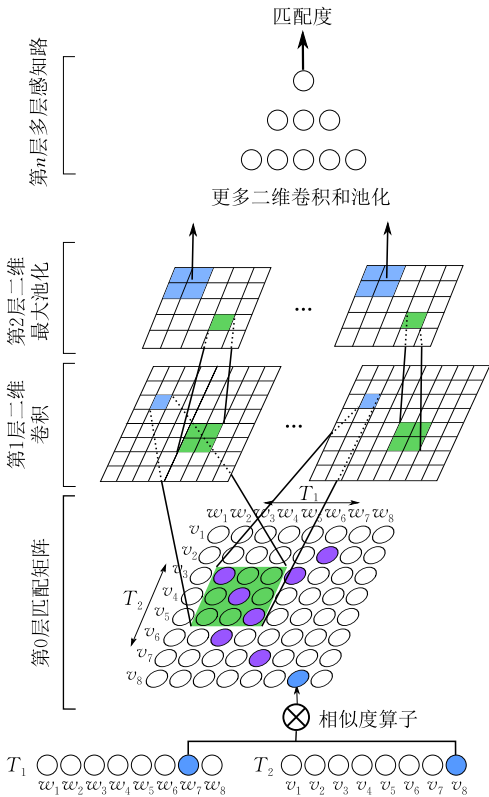 匹配度
第n层多层感知路
更多二维卷积和池化
第2层二维
最大池化
...
第1层二维
卷积
...
第0层匹配矩阵
T1
w1 w2 w3 w4 w5 w6 w7 w8
T2
v1
v2
v3
v4
v5
v6
v7
v8
相似度算子
T1
w1 w2 w3 w4 w5 w6 w7 w8
T2
v1 v2 v3 v4 v5 v6 v7 v8